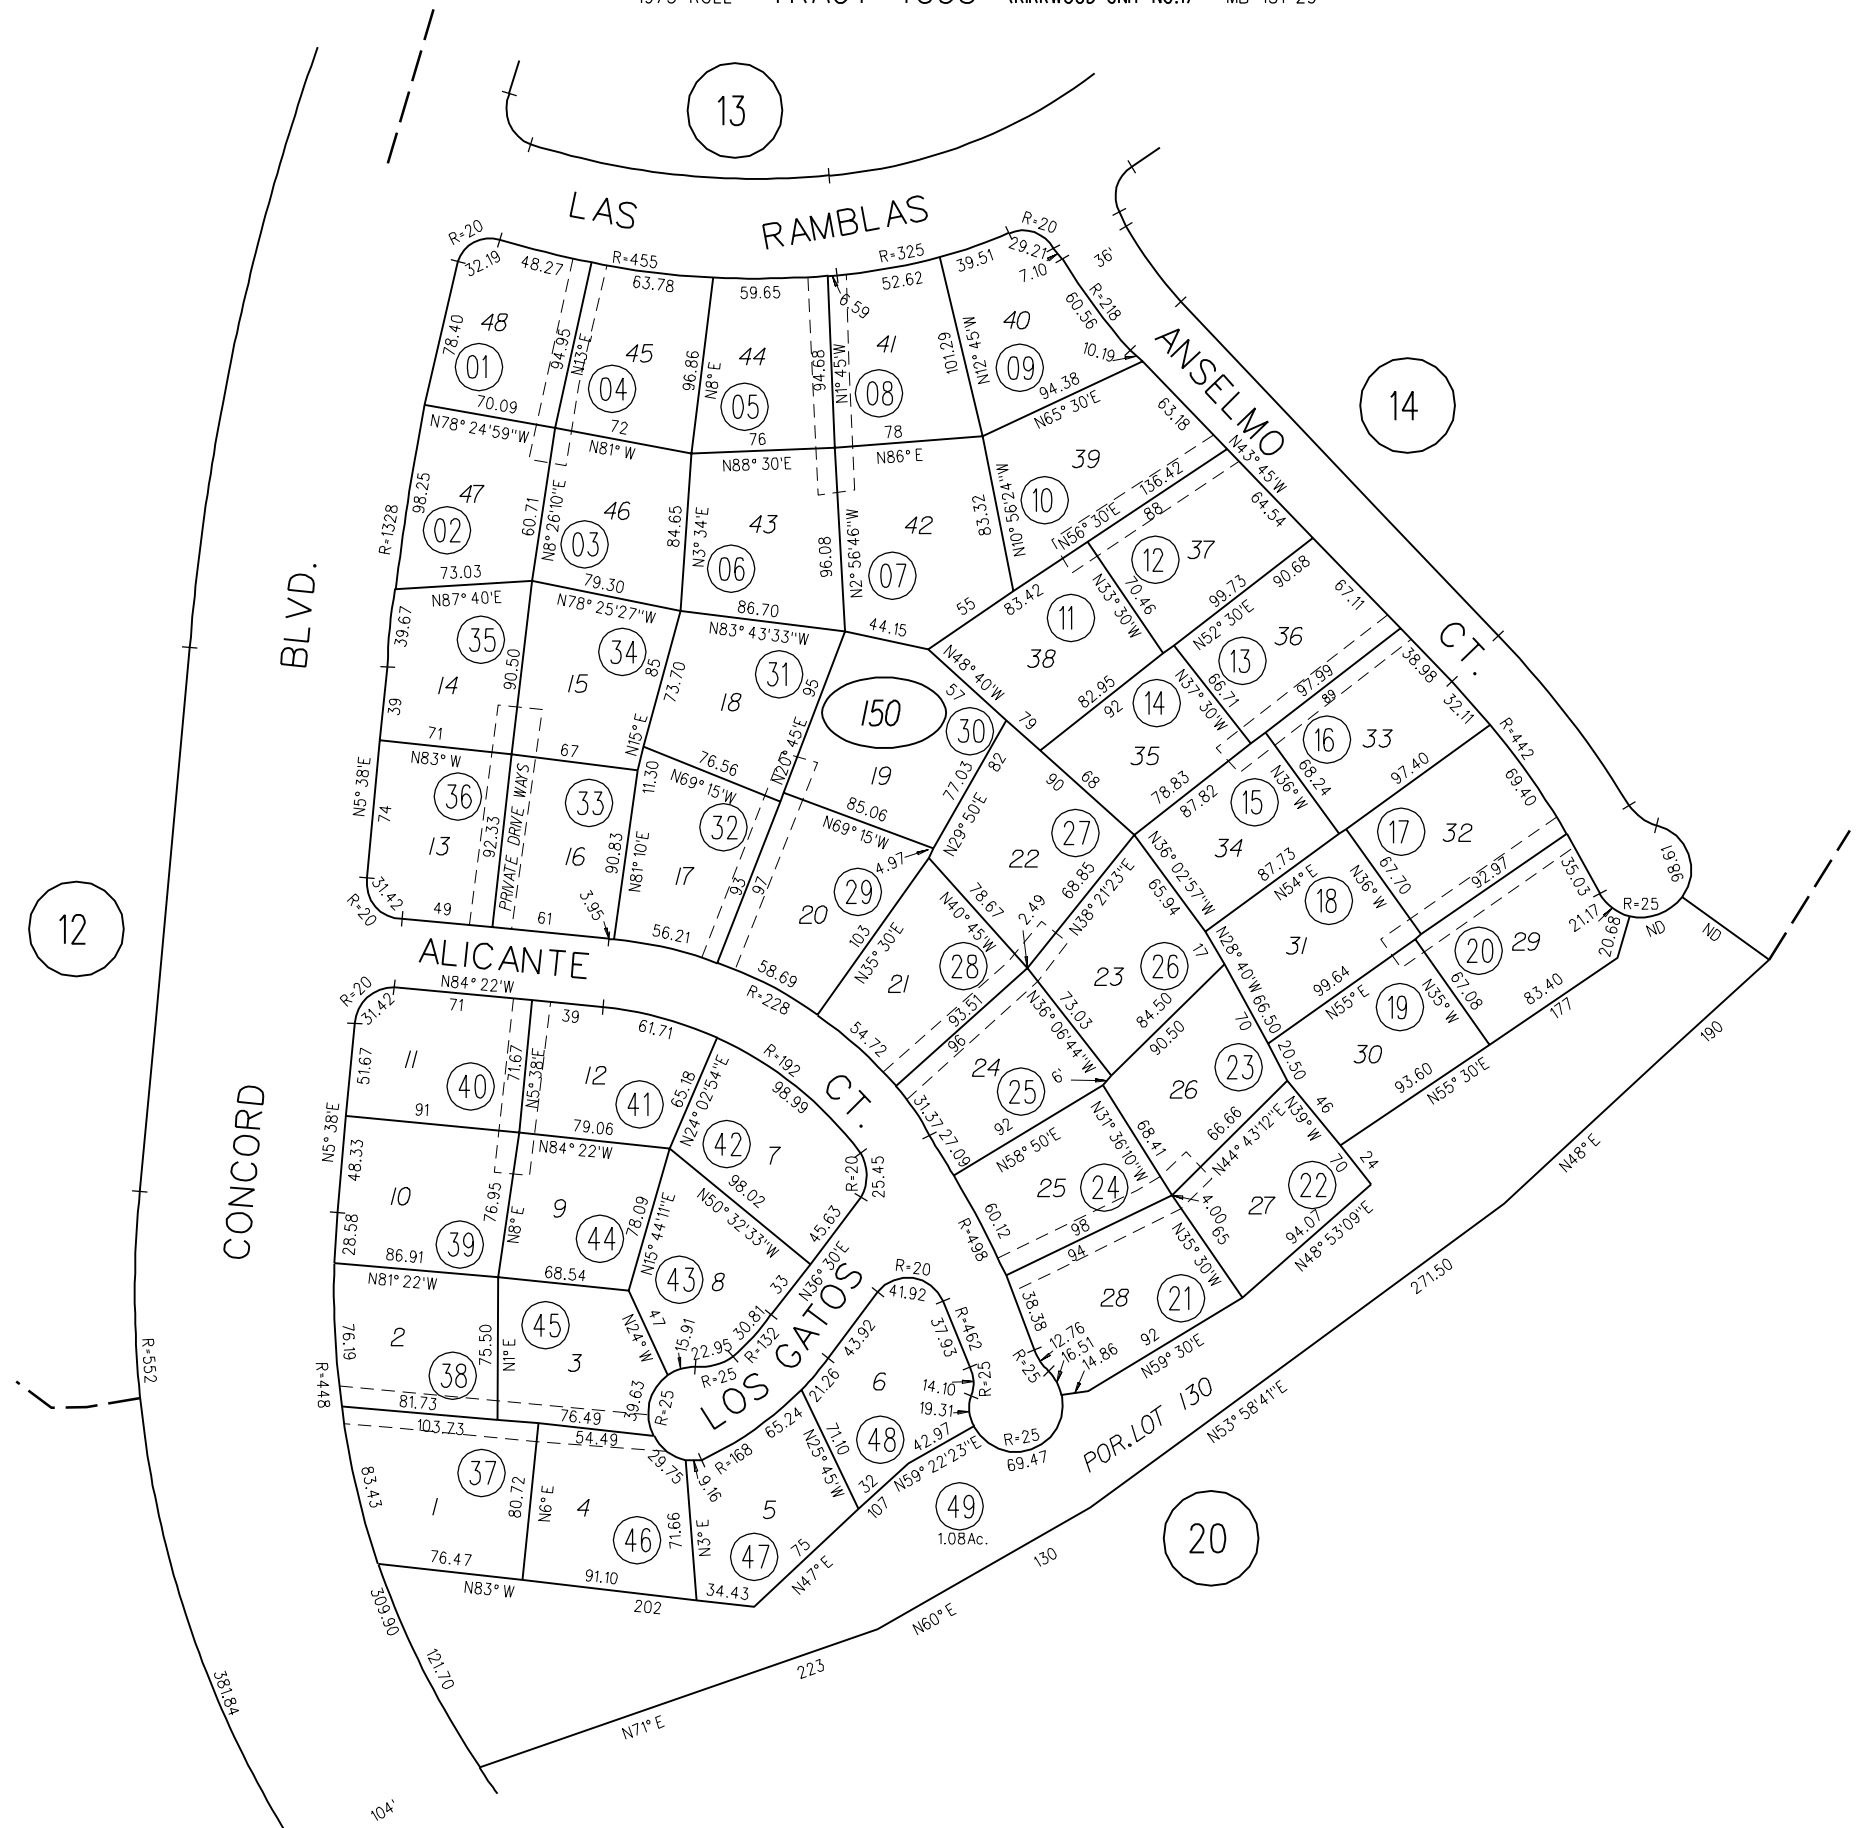 13
LAS RAMBLAS
R=20
32.19
48.27
R=455
63.78
59.65
6.59
R=325
52.62
39.51
R=20
29.21
7.10
36'
R=218
60.56
10.19
ANSELMO CT.
14
78.40
48
01
94.95
N13°E
45
04
96.86
N8°E
44
05
94.68
N1°45'W
41
08
101.29
N12°45'W
40
09
94.38
N65°30'E
63.18
70.09
N78°24'59"W
72
N81°W
76
N88°30'E
78
N86°E
39
10
136.42
N56°30'E
88
N43°45'W
64.54
R=1328
98.25
47
02
60.71
N8°26'10"E
46
03
84.65
N3°34'E
43
06
96.08
N2°56'46"W
42
07
83.32
N10°56'24"W
12
37
70.46
N33°30'W
99.73
90.68
N52°30'E
67.11
73.03
N87°40'E
79.30
N78°25'27"W
86.70
N83°43'33"W
44.15
55
83.42
11
38
36
13
BLVD.
39.67
35
14
90.50
34
15
85
73.70
N15°E
31
18
95
N20°45'E
150
N48°40'W
57
79
30
19
82.95
92
14
35
66.71
N37°30'W
97.99
89
38.98
32.11
R=442
39
71
N83°W
67
76.56
N69°15'W
85.06
N69°15'W
77.03
82
N29°50'E
90
68
78.83
87.82
16
33
68.24
N36°W
97.40
69.40
N5°38'E
74
36
13
92.33
PRIVATE DRIVE WAYS
33
16
11.30
90.83
N81°10'E
32
17
93
97
4.97
27
22
68.85
N38°21'23"E
15
34
N36°02'57"W
65.94
87.73
N54°E
17
32
67.70
N36°W
92.97
35.03
98.61
31.42
R=20
49
61
3.95
56.21
29
20
103
N35°30'E
78.67
N40°45'W
2.49
28
21
23
26
17
18
31
N28°40'W
66.50
R=25
21.17
ND
ND
20.68
20
29
12
ALICANTE CT.
58.69
R=228
54.72
93.51
96
73.03
N36°06'44"W
84.50
90.50
70
99.64
N55°E
19
30
67.08
N35°W
83.40
177
190
R=20
31.42
N84°22'W
71
39
61.71
R=192
98.99
24
25
6
20.50
26
23
93.60
N55°30'E
51.67
11
40
71.67
N5°38'E
12
41
65.18
N24°02'54"E
42
7
31.37
27.09
92
N58°50'E
N31°36'10"W
68.41
66.66
N44°43'12"E
46
N39°W
N48°E
N5°38'E
48.33
91
79.06
N84°22'W
98.02
N50°32'33"W
R=20
25.45
45.63
25
24
4.00
65
24
70
22
27
94.07
N48°53'09"E
28.58
10
39
76.95
N8°E
9
44
78.09
N15°44'11"E
43
8
33
N36°30'E
60.12
R=498
98
94
N35°30'W
CONCORD
86.91
N81°22'W
68.54
47
N24°W
LOS GATOS
R=20
41.92
R=462
37.93
38.38
28
21
271.50
R=552
R=448
76.19
2
38
75.50
N1°E
45
3
15.91
22.95
30.81
R=132
R=25
43.92
21.26
6
14.10
19.31
R=25
12.76
16.51
14.86
R=25
92
N59°30'E
81.73
103.73
76.49
54.49
39.63
R=25
65.24
R=168
71.10
N25°45'W
48
42.97
N59°22'23"E
R=25
69.47
POR.LOT 130
N53°58'41"E
83.43
37
1
80.72
N6°E
4
46
29.75
9.16
71.66
N3°E
5
47
32
107
75
N47°E
49
1.08Ac.
20
76.47
N83°W
91.10
202
34.43
130
N60°E
309.90
121.70
223
N71°E
381.84
104'